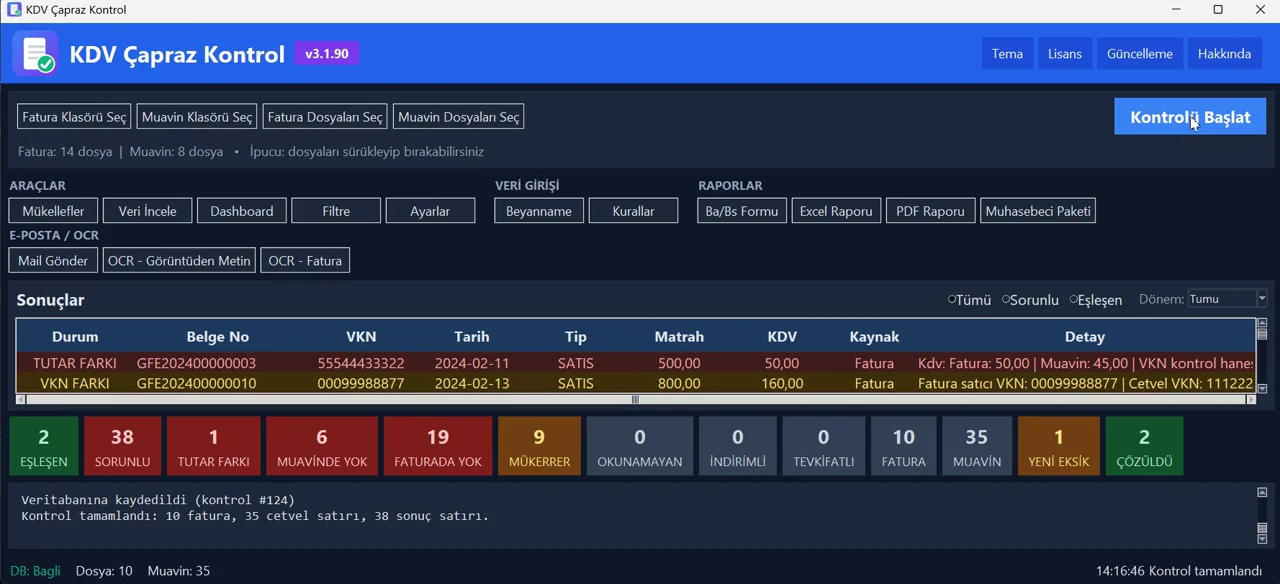 KDV Çapraz Kontrol
KDV Çapraz Kontrol v3.1.90 Tema Lisans Güncelleme Hakkında
Fatura Klasörü Seç Muavin Klasörü Seç Fatura Dosyaları Seç Muavin Dosyaları Seç Kontrolü Başlat
Fatura: 14 dosya | Muavin: 8 dosya • İpucu: dosyaları sürükleyip bırakabilirsiniz
ARAÇLAR VERİ GİRİŞİ RAPORLAR
Mükellefler Veri İncele Dashboard Filtre Ayarlar Beyanname Kurallar Ba/Bs Formu Excel Raporu PDF Raporu Muhasebeci Paketi
E-POSTA / OCR
Mail Gönder OCR - Görüntüden Metin OCR - Fatura
Sonuçlar Tümü Sorunlu Eşleşen Dönem: Tumu
Durum Belge No VKN Tarih Tip Matrah KDV Kaynak Detay
TUTAR FARKI GFE202400000003 55544433322 2024-02-11 SATIS 500,00 50,00 Fatura Kdv: Fatura: 50,00 | Muavin: 45,00 | VKN kontrol hanes
VKN FARKI GFE202400000010 00099988877 2024-02-13 SATIS 800,00 160,00 Fatura Fatura satıcı VKN: 00099988877 | Cetvel VKN: 111222
2 38 1 6 19 9 0 0 0 10 35 1 2
EŞLEŞEN SORUNLU TUTAR FARKI MUAVİNDE YOK FATURADA YOK MÜKERRER OKUNAMAYAN İNDİRİMLİ TEVKİFATLI FATURA MUAVİN YENİ EKSİK ÇÖZÜLDÜ
Veritabanına kaydedildi (kontrol #124)
Kontrol tamamlandı: 10 fatura, 35 cetvel satırı, 38 sonuç satırı.
DB: Bagli Dosya: 10 Muavin: 35 14:16:46 Kontrol tamamlandı